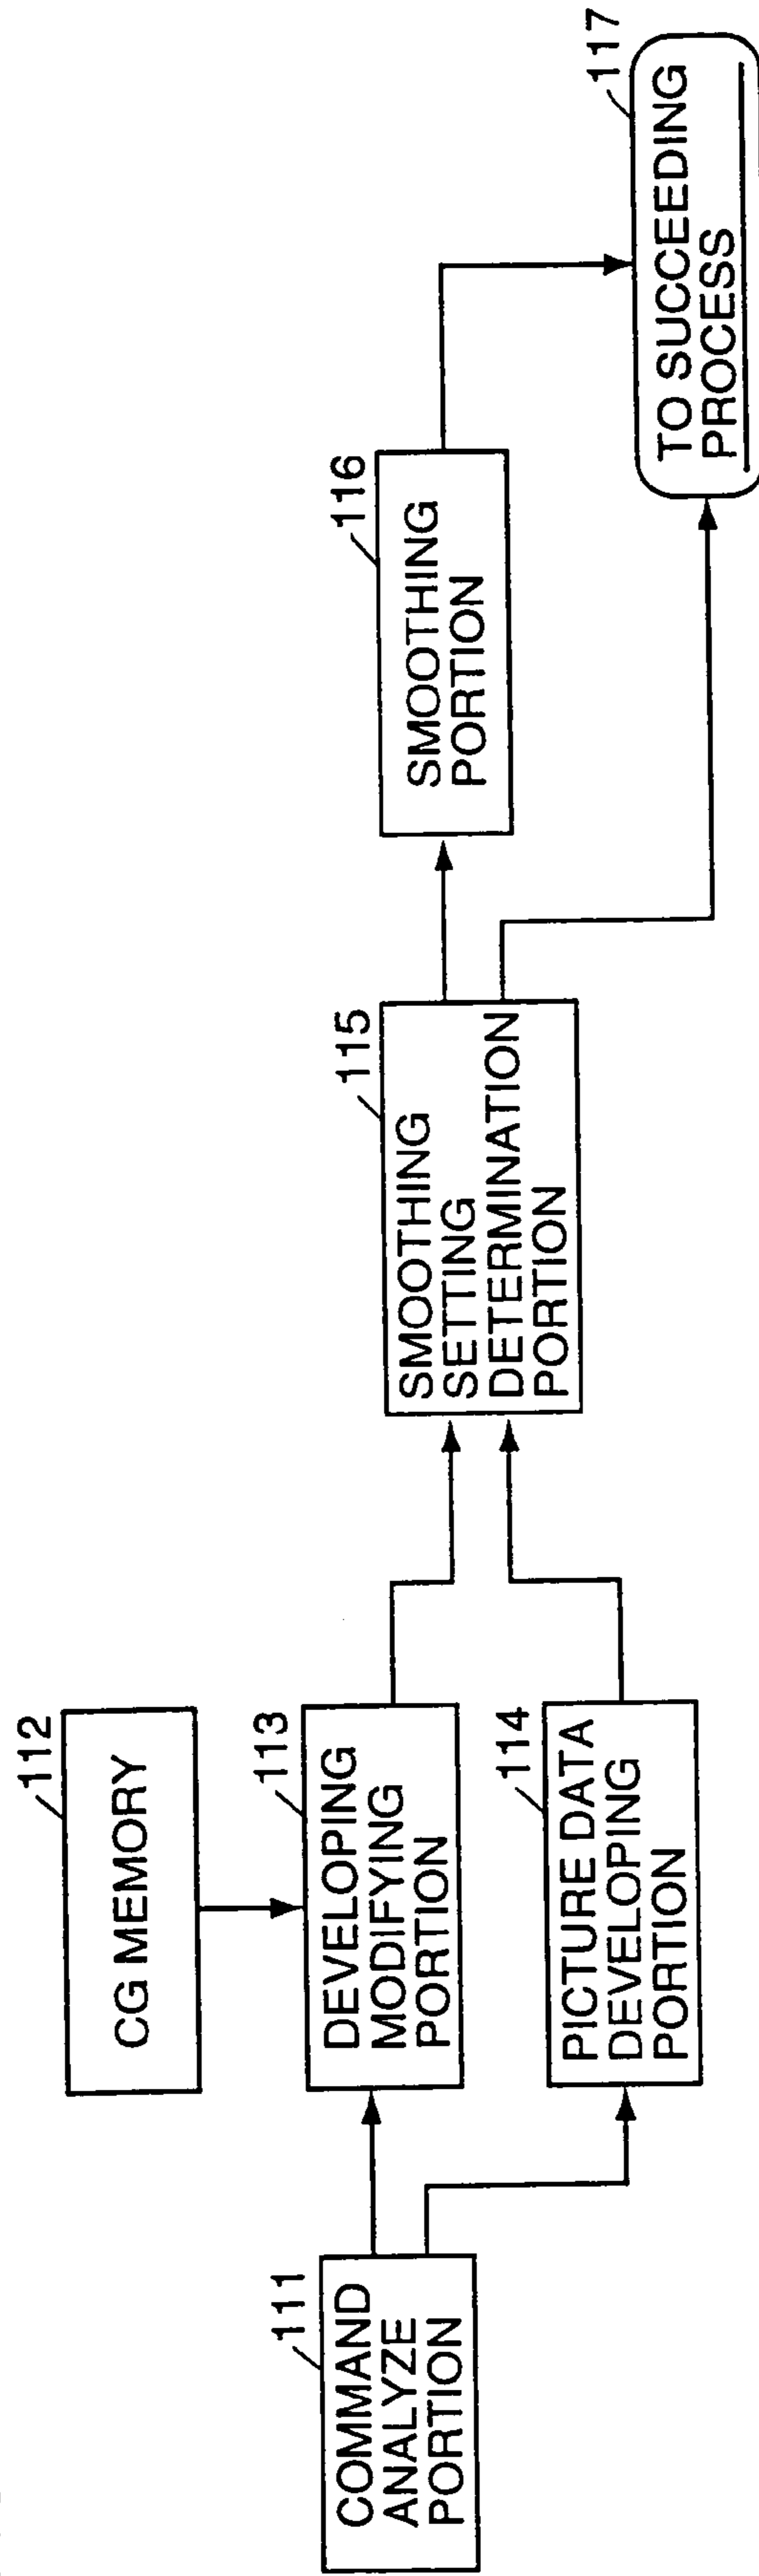 111
COMMAND
ANALYZE
PORTION
112
CG MEMORY
113
DEVELOPING
MODIFYING
PORTION
114
PICTURE DATA
DEVELOPING
PORTION
115
SMOOTHING
SETTING
DETERMINATION
PORTION
116
SMOOTHING
PORTION
117
TO SUCCEEDING
PROCESS